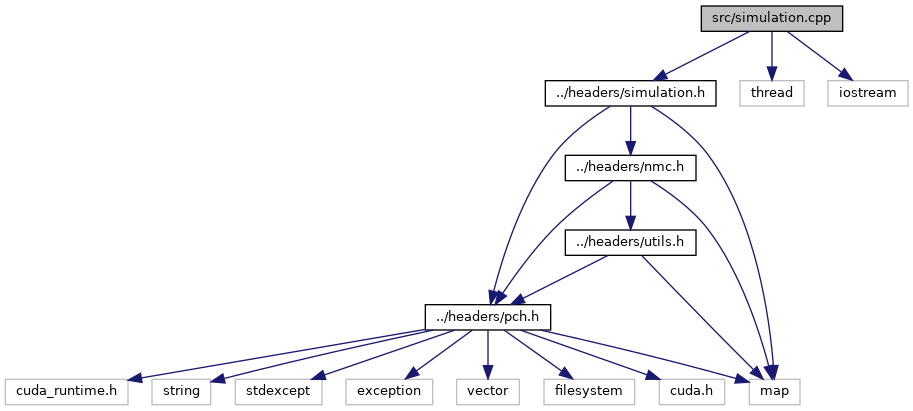 src/simulation.cpp
../headers/simulation.h
thread
iostream
../headers/nmc.h
../headers/utils.h
../headers/pch.h
cuda_runtime.h
string
stdexcept
exception
vector
filesystem
cuda.h
map